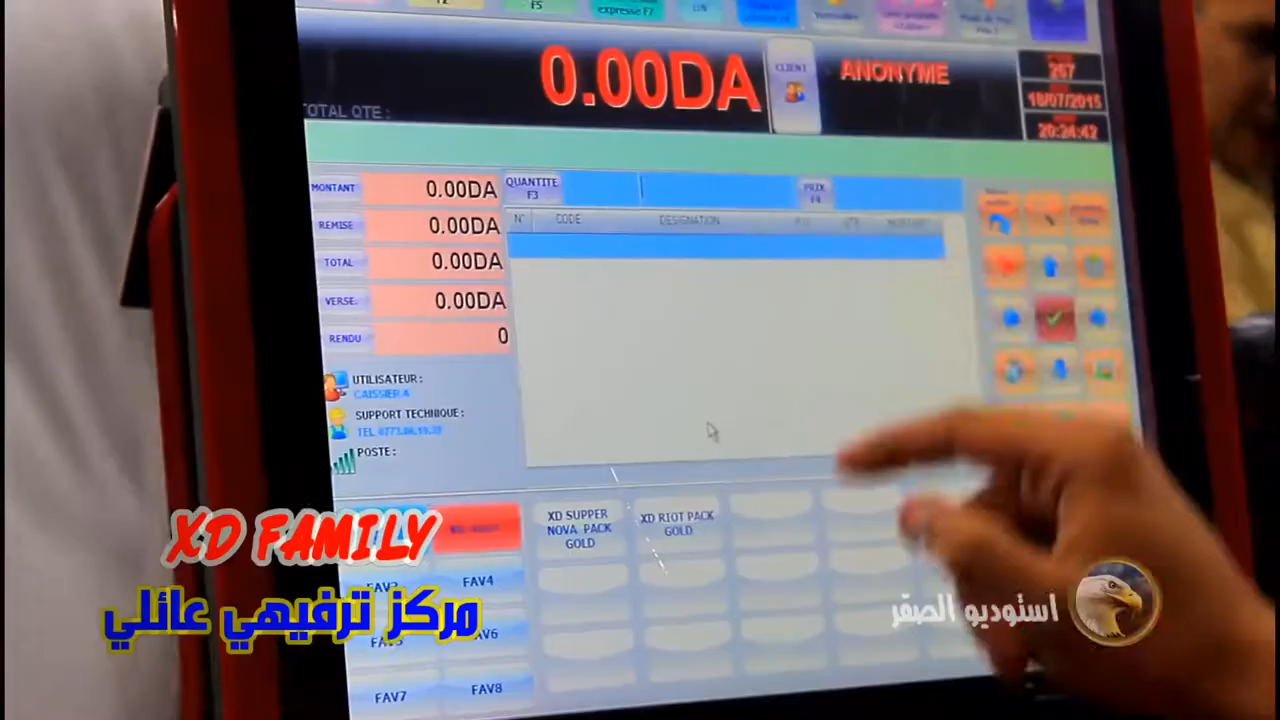 F5
expresse F7
0.00DA
CLIENT
ANONYME
267
TOTAL QTE :
18/07/2015
20:24:42
MONTANT 0.00DA
QUANTITE
F3
PRIX
F4
REMISE 0.00DA
N° CODE DESIGNATION
TOTAL 0.00DA
VERSE. 0.00DA
RENDU 0
UTILISATEUR :
CAISSIER A
SUPPORT TECHNIQUE :
POSTE :
XD SUPPER
NOVA PACK
GOLD
XD RIOT PACK
GOLD
XD FAMILY
FAV4
مركز ترفيهي عائلي
استوديو الصقر
FAV7
FAV8